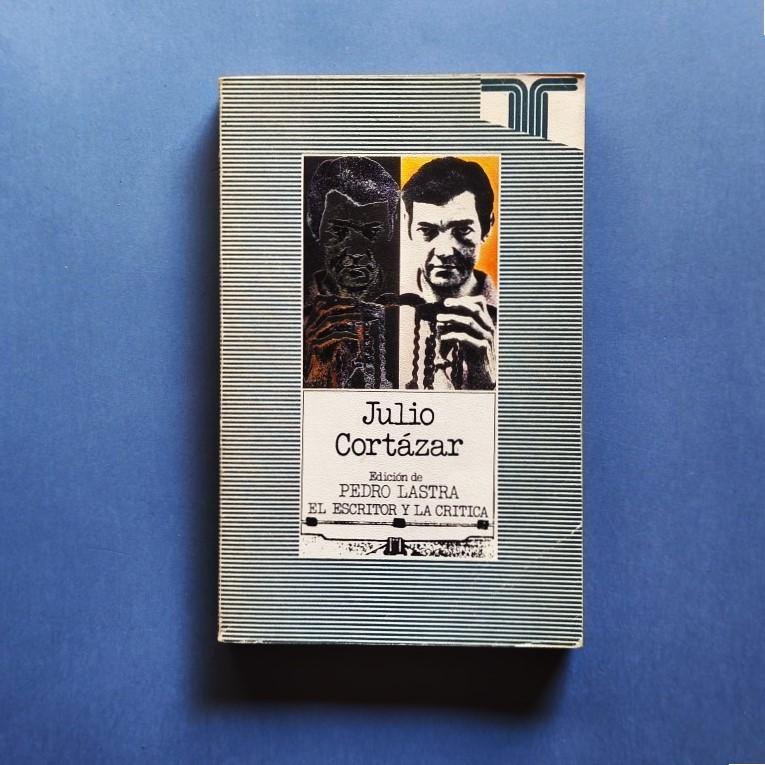 Julio
Cortázar
Edición de
PEDRO LASTRA
EL ESCRITOR Y LA CRITICA